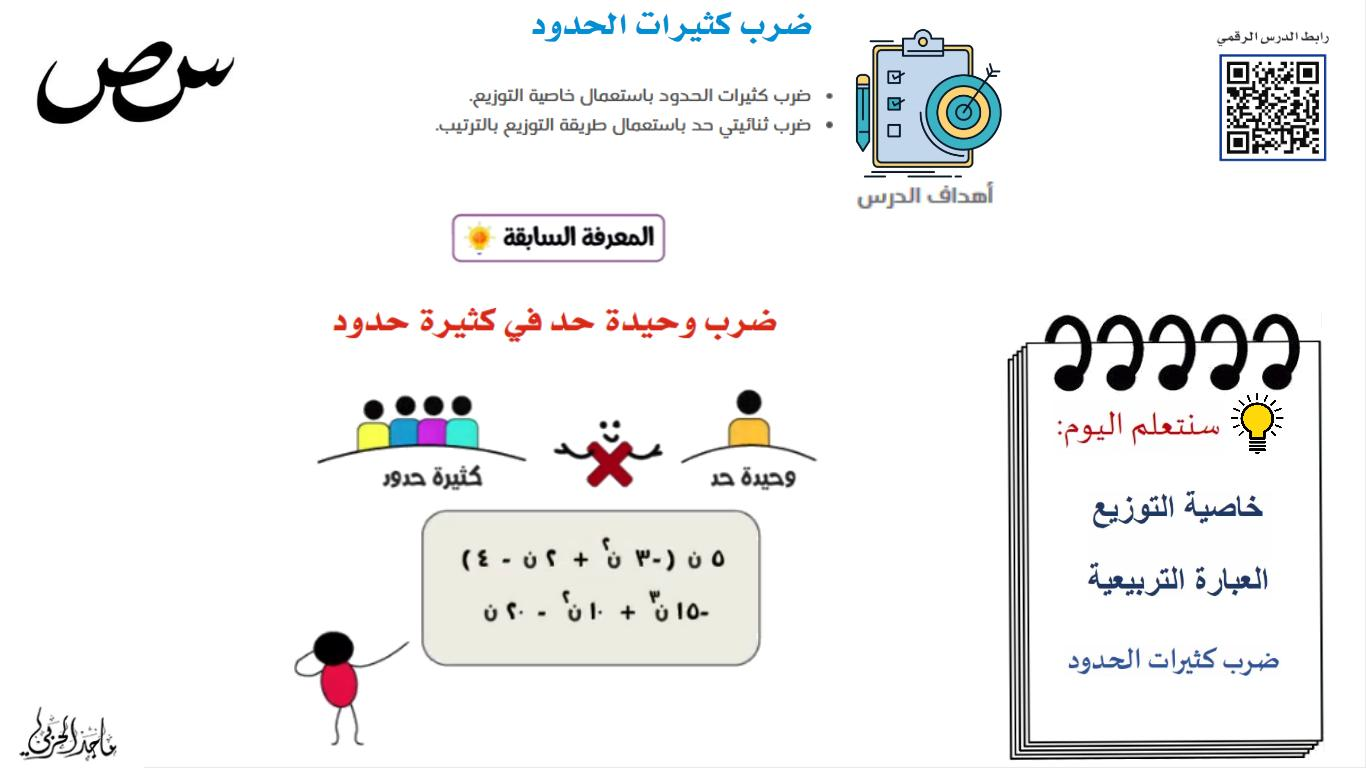 ضرب كثيرات الحدود
رابط الدرس الرقمي
س ص
• ضرب كثيرات الحدود باستعمال خاصية التوزيع.
• ضرب ثنائيتي حد باستعمال طريقة التوزيع بالترتيب.
أهداف الدرس
المعرفة السابقة
ضرب وحيدة حد في كثيرة حدود
وحيدة حد
كثيرة حدود
٥ ن (-٣ ن٢ + ٢ ن - ٤)
-١٥ ن٣ + ١٠ ن٢ - ٢٠ ن
سنتعلم اليوم:
خاصية التوزيع
العبارة التربيعية
ضرب كثيرات الحدود
ماجد الحربي